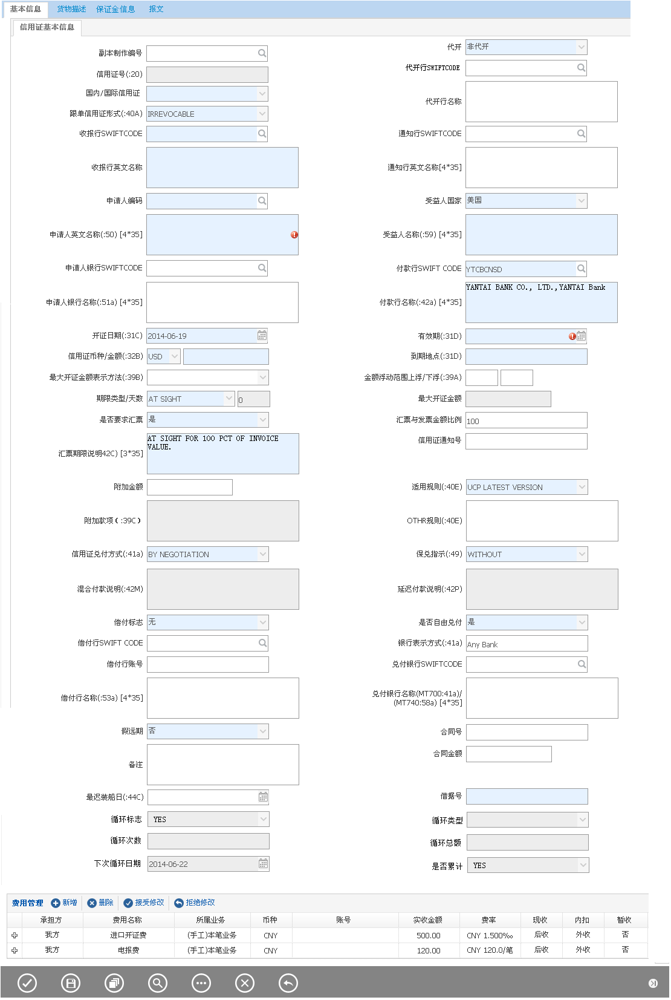 基本信息 货物描述 保证金信息 报文
信用证基本信息
副本制作编号
代开 非代开
信用证号(:20)
代开行SWIFTCODE
国内/国际信用证
代开行名称
跟单信用证形式(:40A) IRREVOCABLE
收报行SWIFTCODE
通知行SWIFTCODE
收报行英文名称
通知行英文名称[4*35]
申请人编码
受益人国家 美国
申请人英文名称(:50) [4*35]
受益人名称(:59) [4*35]
申请人银行SWIFTCODE
付款行SWIFT CODE YTCBCNSD
申请人银行名称(:51a) [4*35]
付款行名称(:42a) [4*35] YANTAI BANK CO., LTD.,YANTAI Bank
开证日期(:31C) 2014-06-19
有效期(:31D)
信用证币种/金额(:32B) USD
到期地点(:31D)
最大开证金额表示方法(:39B)
金额浮动范围上浮/下浮(:39A)
期限类型/天数 AT SIGHT 0
最大开证金额
是否要求汇票 是
汇票与发票金额比例 100
汇票期限说明42C) [3*35] AT SIGHT FOR 100 PCT OF INVOICE
VALUE.
信用证通知号
附加金额
适用规则(:40E) UCP LATEST VERSION
附加款项（:39C）
OTHR规则(:40E)
信用证兑付方式(:41a) BY NEGOTIATION
保兑指示(:49) WITHOUT
混合付款说明(:42M)
延迟付款说明(:42P)
偿付标志 无
是否自由兑付 是
偿付行SWIFT CODE
银行表示方式(:41a) Any Bank
偿付行账号
兑付银行SWIFTCODE
偿付行名称(:53a) [4*35]
兑付银行名称(MT700:41a)/
(MT740:58a) [4*35]
假远期 否
合同号
备注
合同金额
最迟装船日(:44C)
借据号
循环标志 YES
循环类型
循环次数
循环总额
下次循环日期 2014-06-22
是否累计 YES
费用管理 新增 删除 接受修改 拒绝修改
承担方 费用名称 所属业务 币种 账号 实收金额 费率 现收 内扣 暂收
我方 进口开证费 (手工)本笔业务 CNY 500.00 CNY 1.500‰ 后收 外收 否
我方 电报费 (手工)本笔业务 CNY 120.00 CNY 120.0/笔 后收 外收 否